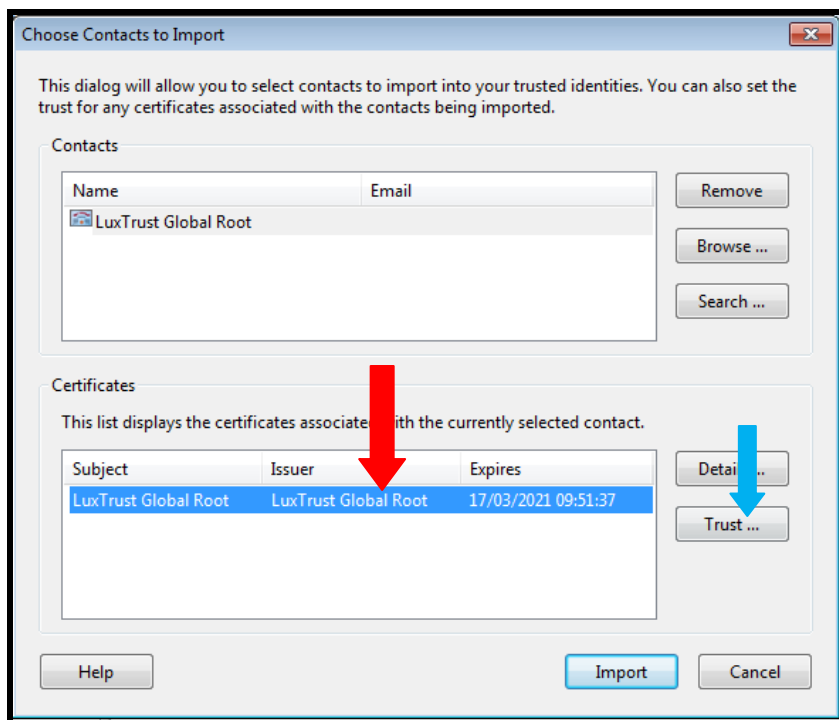 Choose Contacts to Import
This dialog will allow you to select contacts to import into your trusted identities. You can also set the
trust for any certificates associated with the contacts being imported.
Contacts
Name Email
LuxTrust Global Root
Remove
Browse ...
Search ...
Certificates
This list displays the certificates associated with the currently selected contact.
Subject Issuer Expires
LuxTrust Global Root LuxTrust Global Root 17/03/2021 09:51:37
Details ...
Trust ...
Help Import Cancel